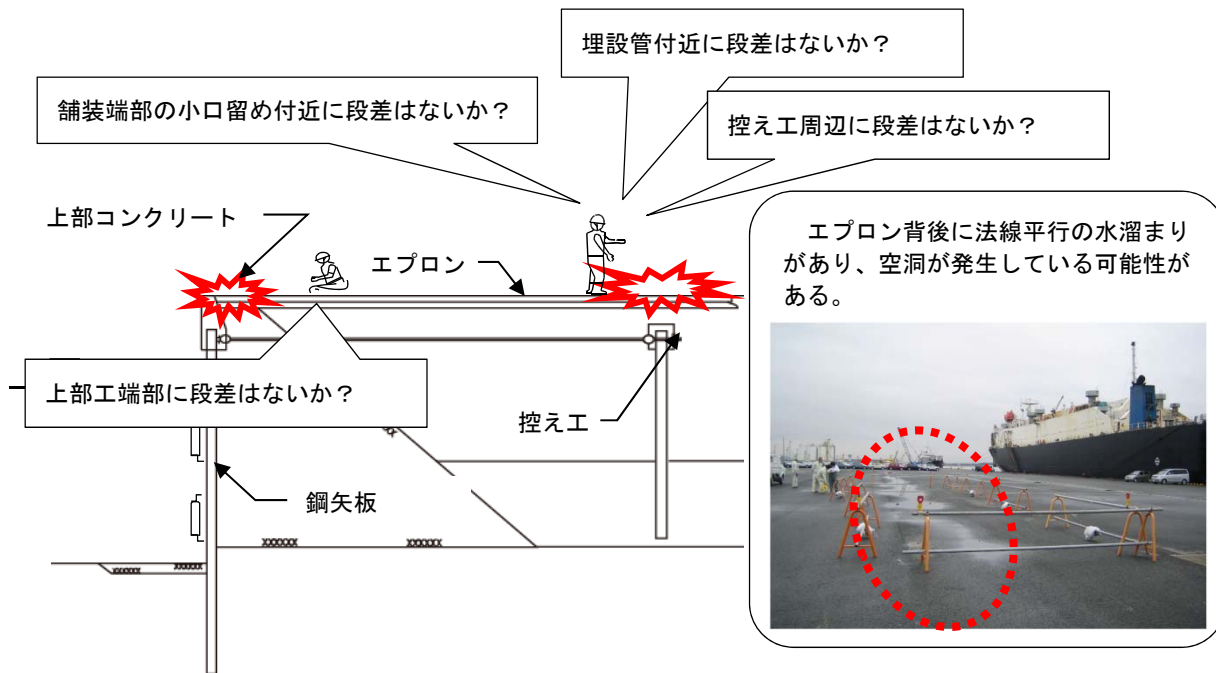 埋設管付近に段差はないか？
舗装端部の小口留め付近に段差はないか？
控え工周辺に段差はないか？
上部コンクリート
エプロン
エプロン背後に法線平行の水溜まり
があり、空洞が発生している可能性が
ある。
上部工端部に段差はないか？
控え工
鋼矢板